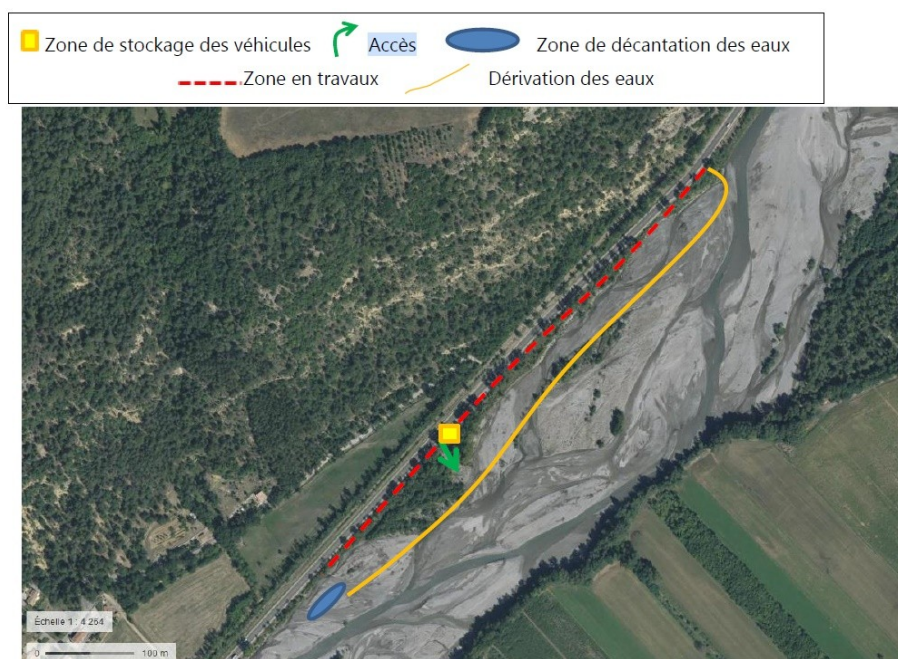 Zone de stockage des véhicules Accès Zone de décantation des eaux
Zone en travaux Dérivation des eaux
Échelle 1 : 4 264
0 100 m